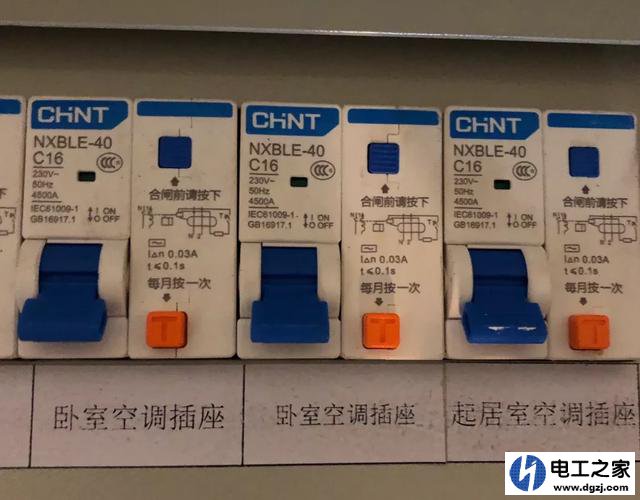 CHNT
NXBLE-40
C16
CCC
230V~
50Hz
4500A
IEC61009-1
GB16917.1
I ON
O OFF
合闸前请按下
I△n 0.03A
t≤0.1s
每月按一次
T
CHNT
NXBLE-40
C16
CCC
230V~
50Hz
4500A
IEC61009-1
GB16917.1
I ON
O OFF
合闸前请按下
I△n 0.03A
t≤0.1s
每月按一次
T
CHNT
NXBLE-40
C16
CCC
230V~
50Hz
4500A
IEC61009-1
GB16917.1
I ON
O OFF
合闸前请按下
I△n 0.03A
t≤0.1s
每月按一次
T
卧室空调插座
卧室空调插座
起居室空调插座
电工之家
www.dgzj.com